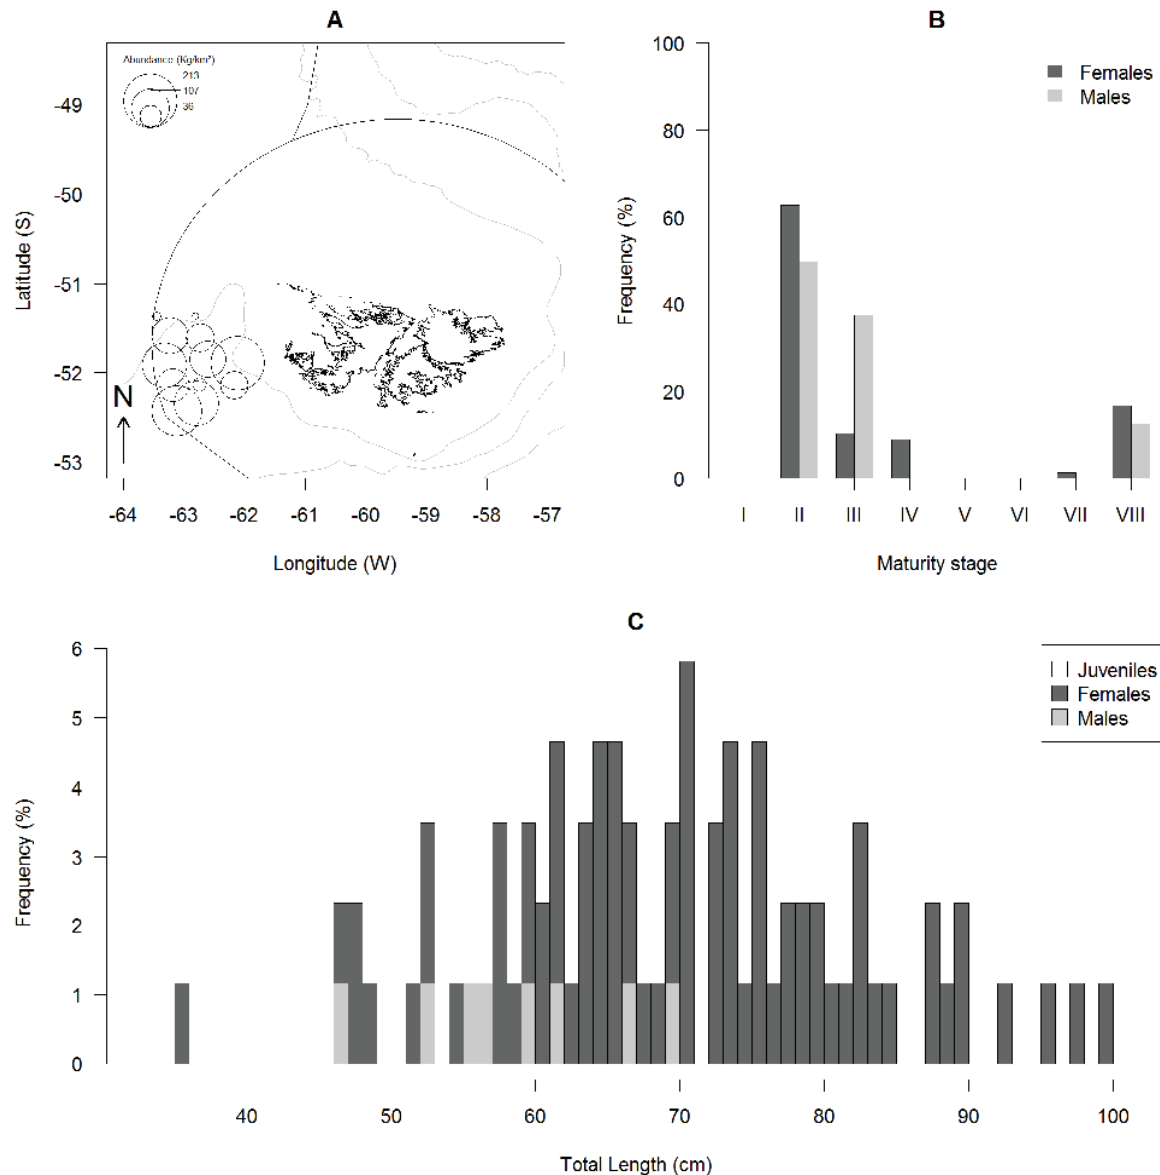 A
Abundance (Kg/km²)
213
107
36
-49
-50
-51
-52
-53
Latitude (S)
N
-64 -63 -62 -61 -60 -59 -58 -57
Longitude (W)
B
100
80
60
40
20
0
Frequency (%)
Females
Males
I II III IV V VI VII VIII
Maturity stage
C
6
5
4
3
2
1
0
Frequency (%)
Juveniles
Females
Males
40 50 60 70 80 90 100
Total Length (cm)